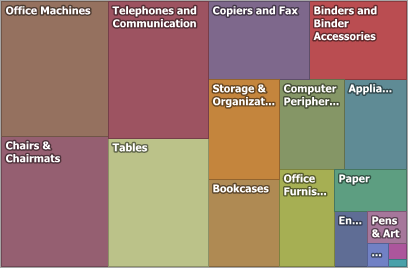 Office Machines
Telephones and
Communication
Copiers and Fax
Binders and
Binder
Accessories
Storage &
Organizat...
Computer
Peripher...
Applia...
Chairs &
Chairmats
Tables
Bookcases
Office
Furnis...
Paper
En...
Pens
& Art
...